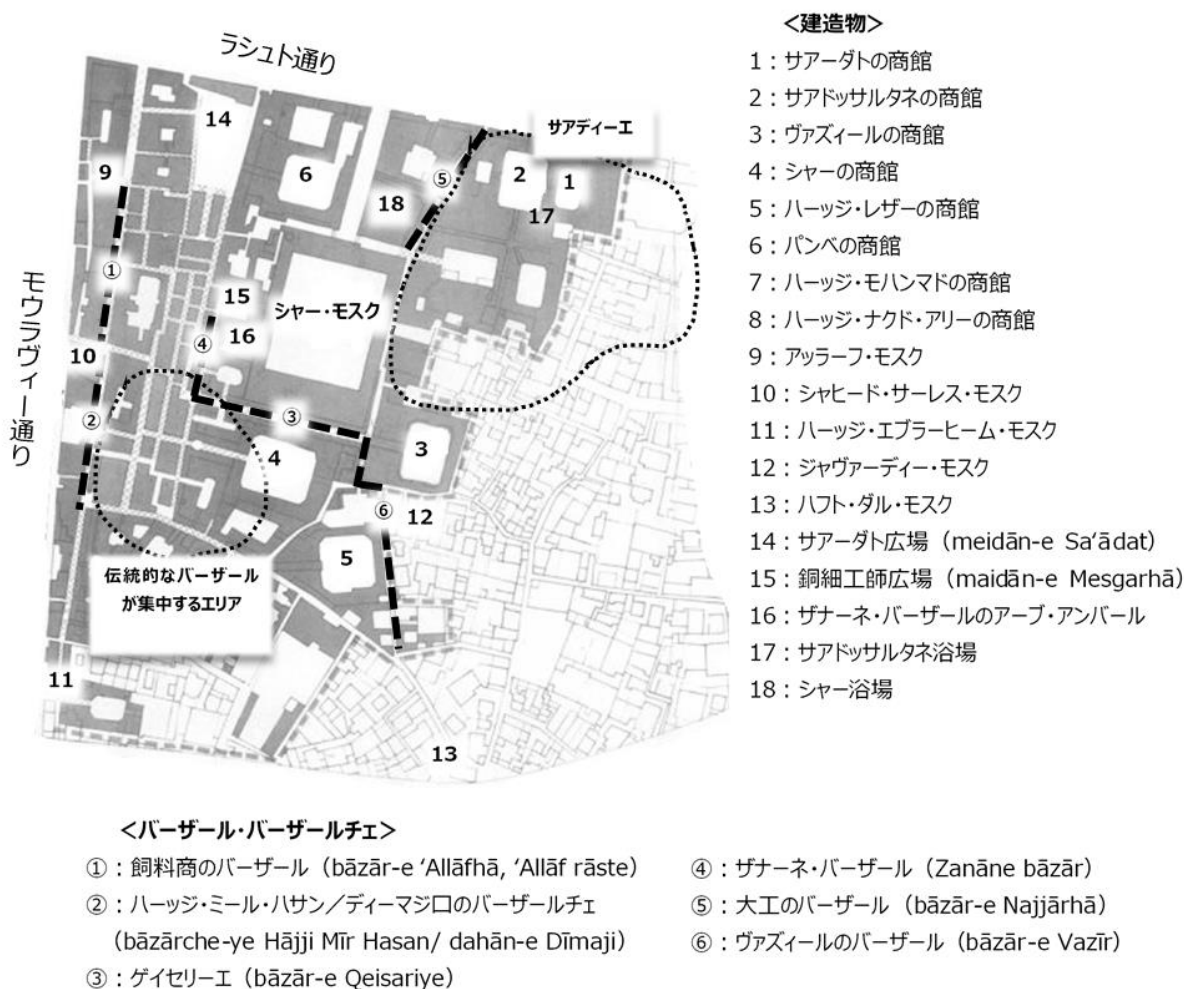 ラシュト通り
モウラヴィー通り
サアディーエ
シャー・モスク
伝統的なバーザール
が集中するエリア
14
9
6
⑤
2
1
18
17
①
15
16
④
10
②
③
4
3
⑥
12
5
11
13
<建造物>
1：サアーダトの商館
2：サアドッサルタネの商館
3：ヴァズィールの商館
4：シャーの商館
5：ハーッジ・レザーの商館
6：パンベの商館
7：ハーッジ・モハンマドの商館
8：ハーッジ・ナクド・アリーの商館
9：アッラーフ・モスク
10：シャヒード・サーレス・モスク
11：ハーッジ・エブラーヒーム・モスク
12：ジャヴァーディー・モスク
13：ハフト・ダル・モスク
14：サアーダト広場（meidān-e Sa‘ādat）
15：銅細工師広場（maidān-e Mesgarhā）
16：ザナーネ・バーザールのアーブ・アンバール
17：サアドッサルタネ浴場
18：シャー浴場
<バーザール・バーザールチェ>
①：飼料商のバーザール（bāzār-e ‘Allāfhā, ‘Allāf rāste）
②：ハーッジ・ミール・ハサン／ディーマジ口のバーザールチェ
（bāzārche-ye Hājji Mīr Hasan/ dahān-e Dīmaji）
③：ゲイセリーエ（bāzār-e Qeisariye）
④：ザナーネ・バーザール（Zanāne bāzār）
⑤：大工のバーザール（bāzār-e Najjārhā）
⑥：ヴァズィールのバーザール（bāzār-e Vazīr）